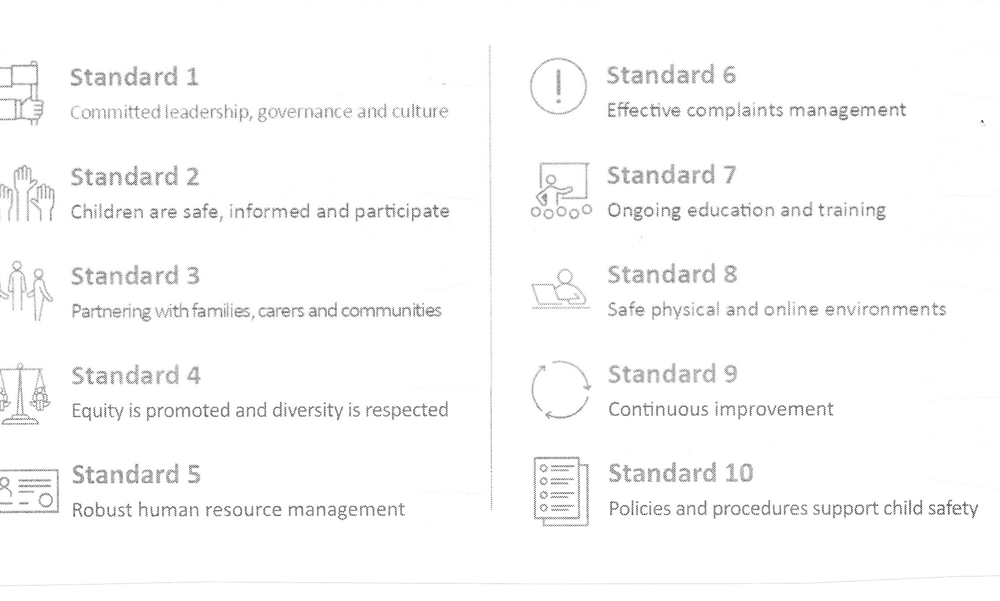 Standard 1
Committed leadership, governance and culture
Standard 2
Children are safe, informed and participate
Standard 3
Partnering with families, carers and communities
Standard 4
Equity is promoted and diversity is respected
Standard 5
Robust human resource management
Standard 6
Effective complaints management
Standard 7
Ongoing education and training
Standard 8
Safe physical and online environments
Standard 9
Continuous improvement
Standard 10
Policies and procedures support child safety